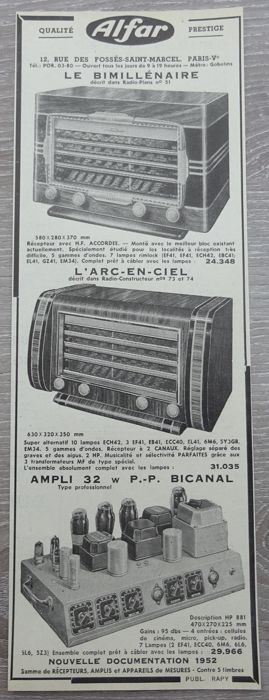 QUALITÉ Alfar PRESTIGE
12, RUE DES FOSSÉS-SAINT-MARCEL, PARIS-Ve
Tél.: POR. 03-80 — Ouvert tous les jours de 9 à 19 heures — Métro: Gobelins
LE BIMILLÉNAIRE
décrit dans Radio-Plans no 51
580 x 280 x 370 mm
Récepteur avec H.F. ACCORDÉE. — Monté avec le meilleur bloc existant
actuellement. Spécialement étudié pour les localités à réception très
difficile, 5 gammes d'ondes. 7 lampes rimlock (EF41, EF41, ECH42, EBC41;
EL41, GZ41, EM34). Complet prêt à câbler avec les lampes : 24.348
L'ARC-EN-CIEL
décrit dans Radio-Constructeur nos 73 et 74
630 x 320 x 350 mm
Super alternatif 10 lampes ECH42, 3 EF41, EB41, ECC40, EL41, 6M6, 5Y3GB,
EM34. 5 gammes d'ondes. Récepteur à 2 CANAUX. Réglage séparé des
graves et des aigus. 2 HP. Musicalité et sélectivité PARFAITES grâce aux
3 transformateurs MF de type spécial.
L'ensemble absolument complet avec les lampes : 31.035
AMPLI 32 w P.-P. BICANAL
Type professionnel
Description HP 881
470x270x225 mm
Gains : 95 dbs — 4 entrées : cellules
de cinéma, micro, pick-up, radio.
7 Lampes (2 EF41, ECC40, 6M6, 6L6,
6L6, 5Z3) Ensemble complet prêt à câbler avec les lampes : 29.966
NOUVELLE DOCUMENTATION 1952
Gamme de RÉCEPTEURS, AMPLIS et APPAREILS de MESURES - Contre 5 timbres
PUBL. RAPY